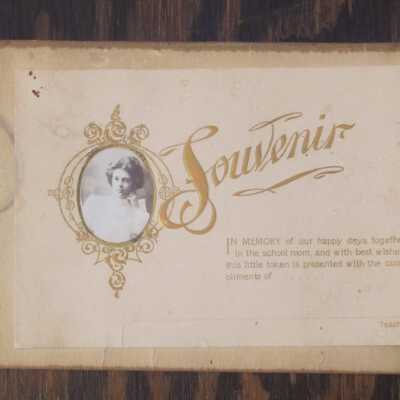 Souvenir
IN MEMORY of our happy days togethe
in the school room, and with best wishe
this little token is presented with the com
pliments of
Teach